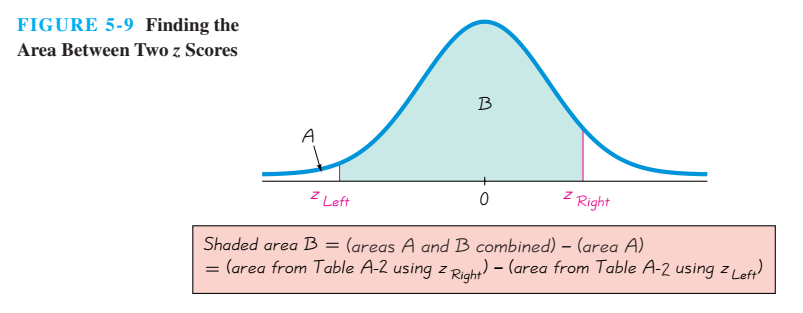 FIGURE 5-9 Finding the
Area Between Two z Scores
A
B
z Left
0
z Right
Shaded area B = (areas A and B combined) – (area A)
= (area from Table A-2 using z Right) – (area from Table A-2 using z Left)